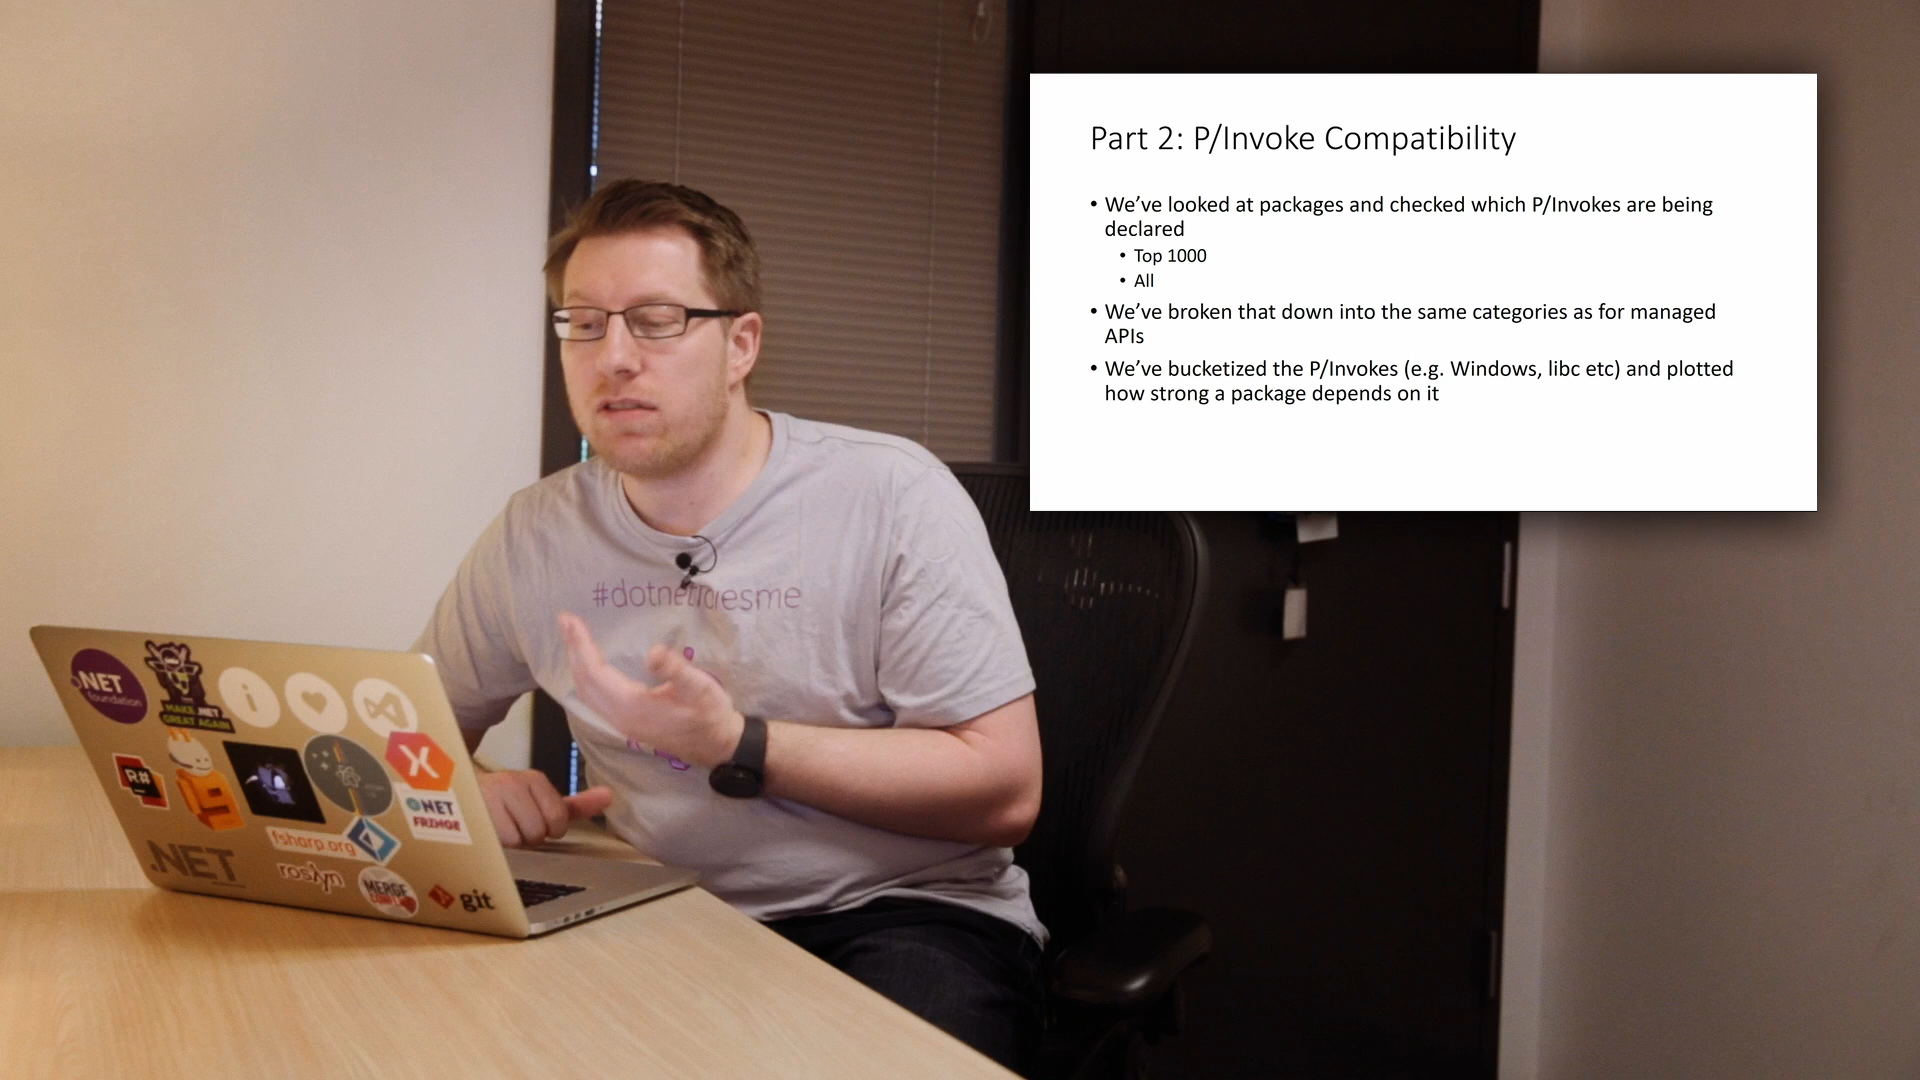 Part 2: P/Invoke Compatibility
• We've looked at packages and checked which P/Invokes are being
declared
• Top 1000
• All
• We've broken that down into the same categories as for managed
APIs
• We've bucketized the P/Invokes (e.g. Windows, libc etc) and plotted
how strong a package depends on it
.NET
foundation
MAKE .NET
GREAT AGAIN
i
R#
X
.NET
FRINGE
fsharp.org
.NET
roslyn
MERGE
CONFLICT
git